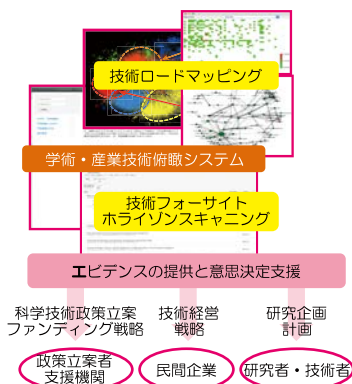 技術ロードマッピング
学術・産業技術俯瞰システム
技術フォーサイト
ホライゾンスキャニング
エビデンスの提供と意思決定支援
科学技術政策立案
ファンディング戦略
技術経営
戦略
研究企画
計画
政策立案者
支援機関
民間企業
研究者・技術者